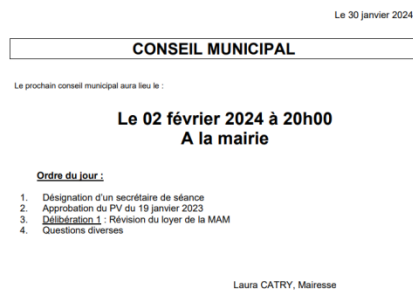 Le 30 janvier 2024
CONSEIL MUNICIPAL
Le prochain conseil municipal aura lieu le :
Le 02 février 2024 à 20h00
A la mairie
Ordre du jour :
1. Désignation d'un secrétaire de séance
2. Approbation du PV du 19 janvier 2023
3. Délibération 1 : Révision du loyer de la MAM
4. Questions diverses
Laura CATRY, Mairesse